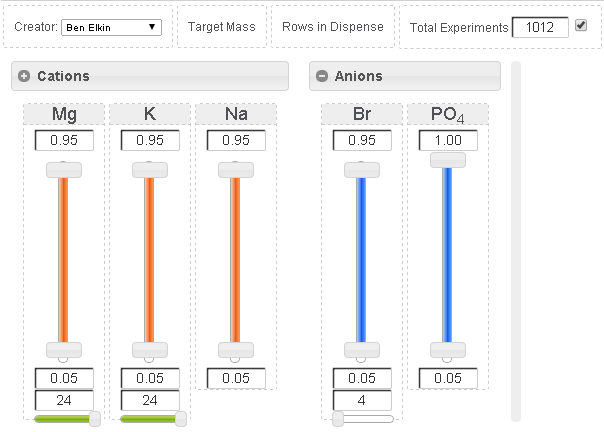 Creator: Ben Elkin Target Mass Rows in Dispense Total Experiments 1012
Cations Anions
Mg K Na Br PO₄
0.95 0.95 0.95 0.95 1.00
0.05 0.05 0.05 0.05 0.05
24 24 4